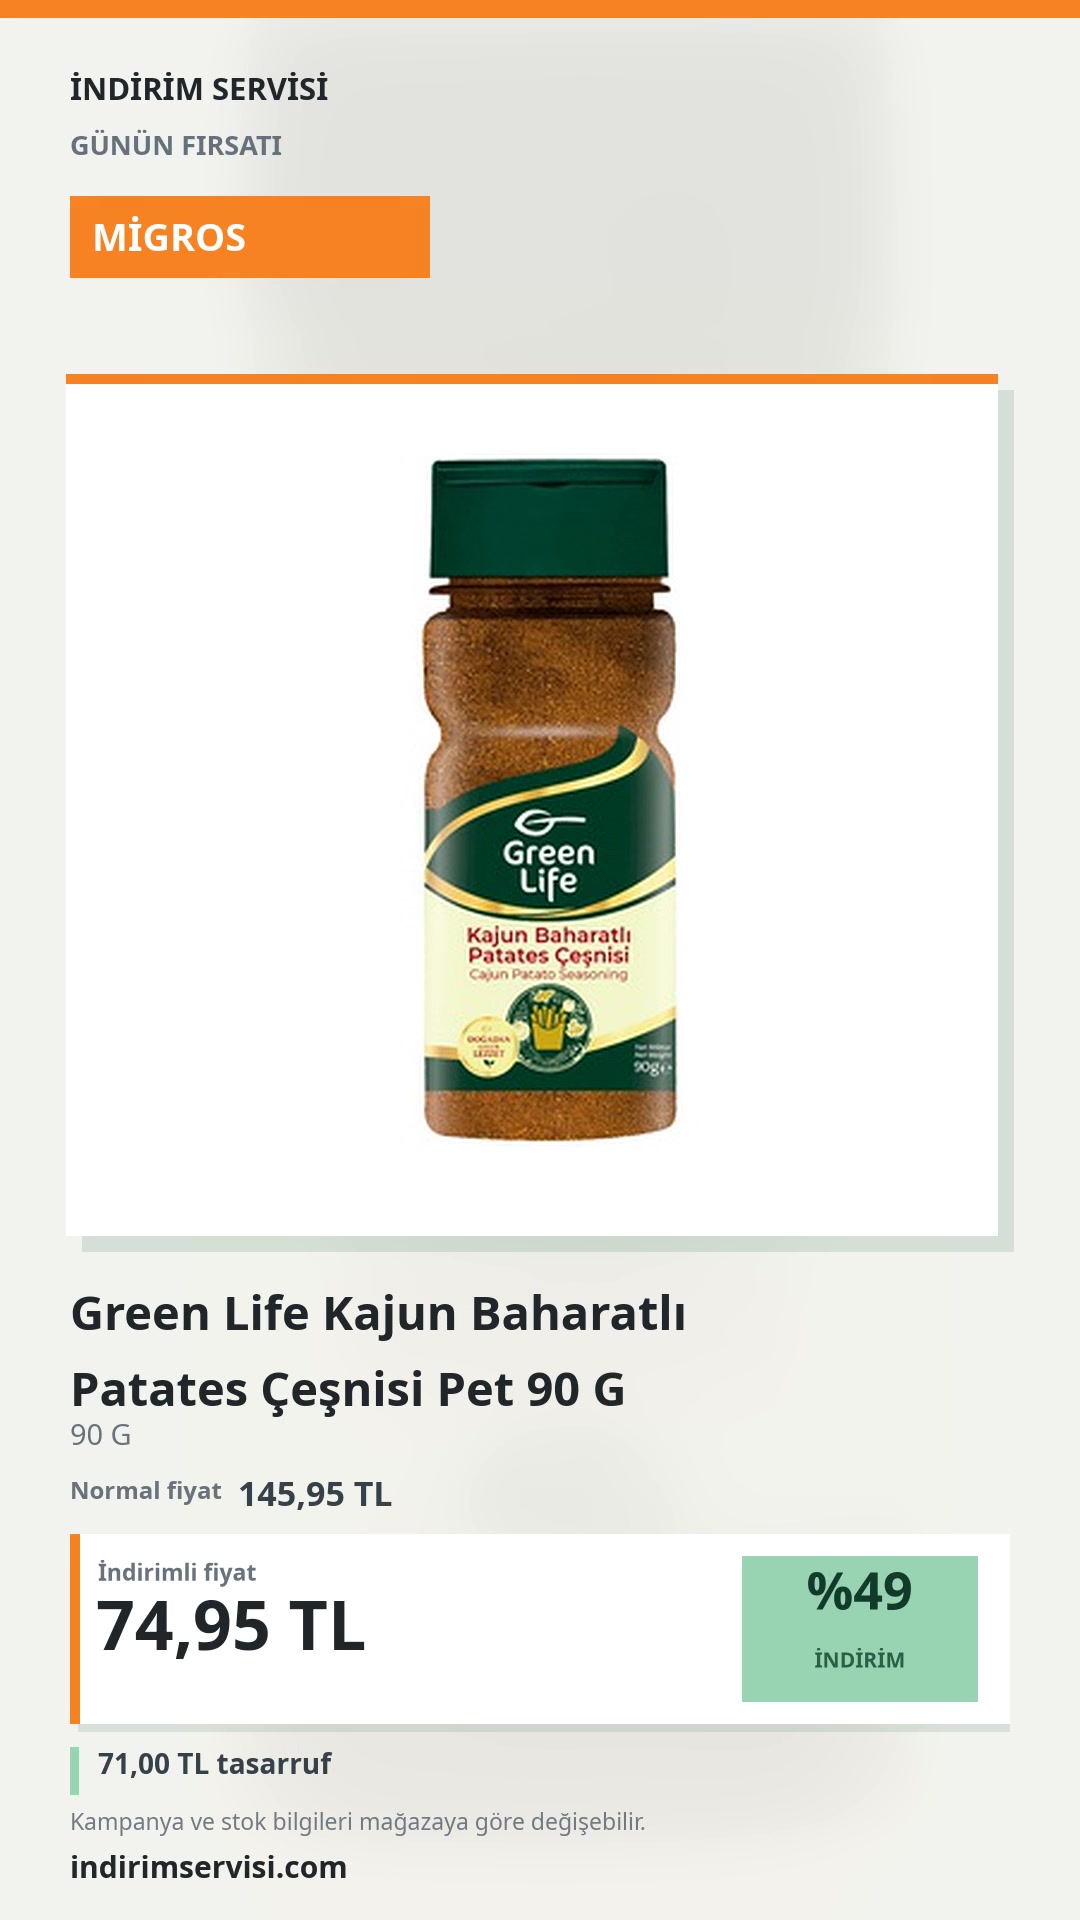 İNDİRİM SERVİSİ
GÜNÜN FIRSATI
MİGROS
Green
Life
Kajun Baharatlı
Patates Çeşnisi
Cajun Patato Seasoning
DOĞADAN
LEZZET
90g e
Green Life Kajun Baharatlı
Patates Çeşnisi Pet 90 G
90 G
Normal fiyat 145,95 TL
İndirimli fiyat
74,95 TL
%49
İNDİRİM
71,00 TL tasarruf
Kampanya ve stok bilgileri mağazaya göre değişebilir.
indirimservisi.com